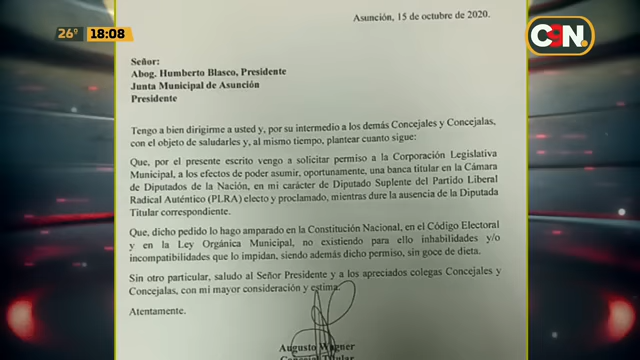 26º
18:08
C9N.
Asunción, 15 de octubre de 2020.
Señor:
Abog. Humberto Blasco, Presidente
Junta Municipal de Asunción
Presidente
Tengo a bien dirigirme a usted y, por su intermedio a los demás Concejales y Concejalas,
con el objeto de saludarles y, al mismo tiempo, plantear cuanto sigue:
Que, por el presente escrito vengo a solicitar permiso a la Corporación Legislativa
Municipal, a los efectos de poder asumir, oportunamente, una banca titular en la Cámara
de Diputados de la Nación, en mi carácter de Diputado Suplente del Partido Liberal
Radical Auténtico (PLRA) electo y proclamado, mientras dure la ausencia de la Diputada
Titular correspondiente.
Que, dicho pedido lo hago amparado en la Constitución Nacional, en el Código Electoral
y en la Ley Orgánica Municipal, no existiendo para ello inhabilidades y/o
incompatibilidades que lo impidan, siendo además dicho permiso, sin goce de dieta.
Sin otro particular, saludo al Señor Presidente y a los apreciados colegas Concejales y
Concejalas, con mi mayor consideración y estima.
Atentamente.
Augusto Wagner
Concejal Titular